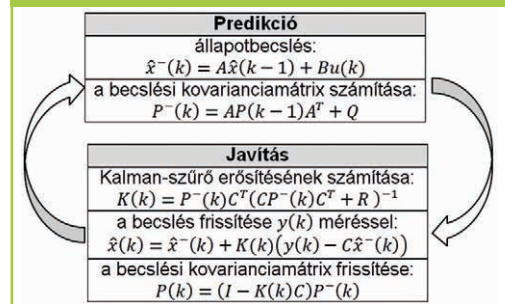 Predikció
állapotbecslés:
x̂⁻(k) = Ax̂(k − 1) + Bu(k)
a becslési kovarianciamátrix számítása:
P⁻(k) = AP(k − 1)Aᵀ + Q
Javítás
Kalman-szűrő erősítésének számítása:
K(k) = P⁻(k)Cᵀ(CP⁻(k)Cᵀ + R )⁻¹
a becslés frissítése y(k) méréssel:
x̂(k) = x̂⁻(k) + K(k)(y(k) − Cx̂⁻(k))
a becslési kovarianciamátrix frissítése:
P(k) = (I − K(k)C)P⁻(k)